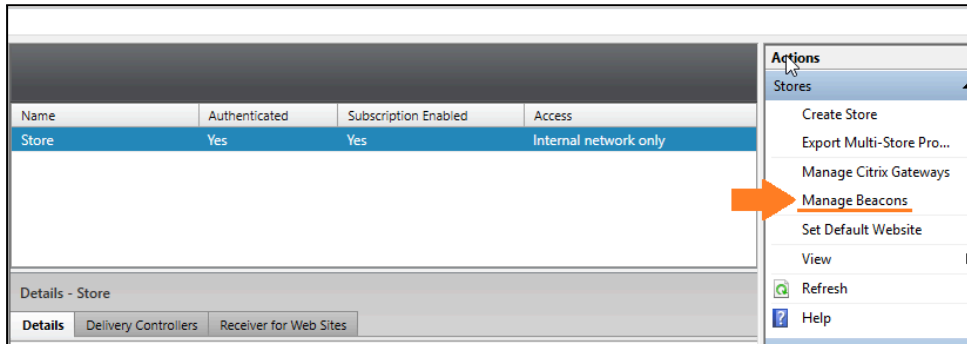 Actions
Stores
Name Authenticated Subscription Enabled Access
Store Yes Yes Internal network only
Create Store
Export Multi-Store Pro...
Manage Citrix Gateways
Manage Beacons
Set Default Website
View
Refresh
Help
Details - Store
Details Delivery Controllers Receiver for Web Sites